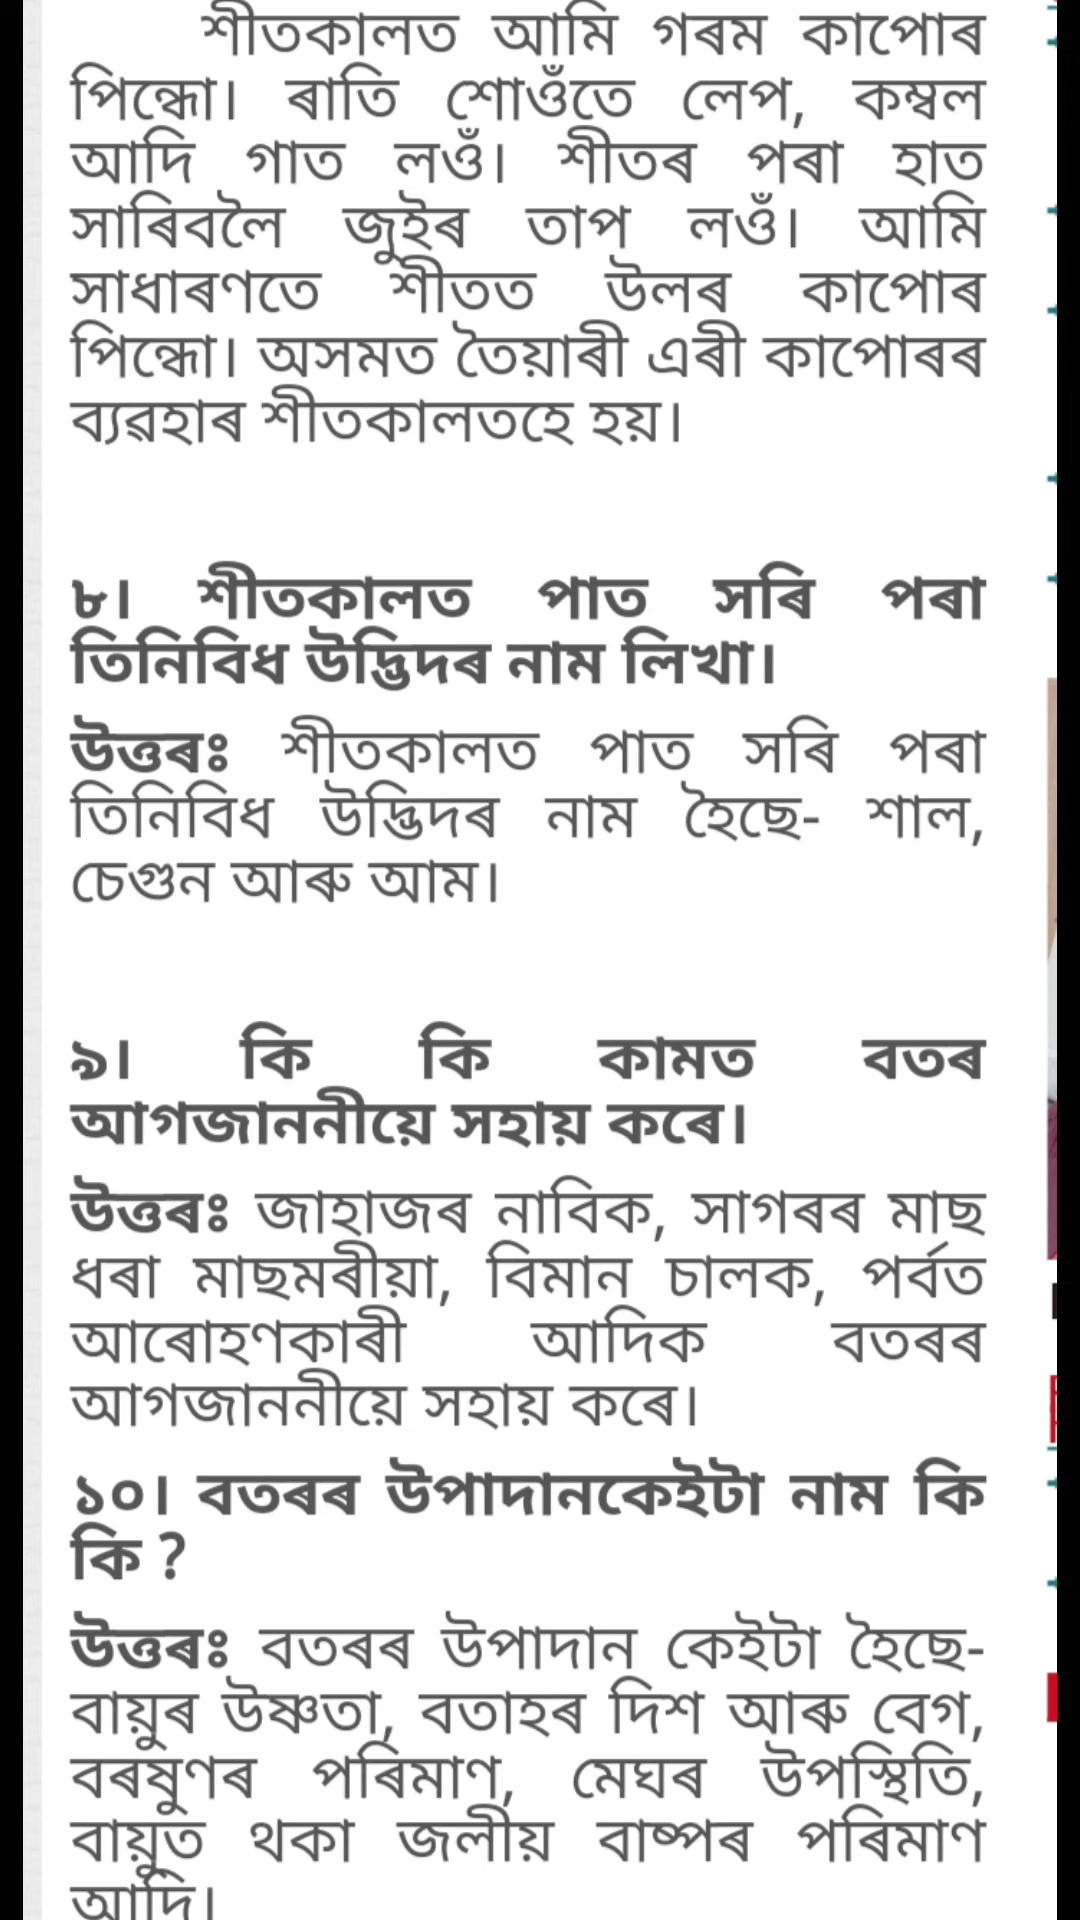 শীতকালত আমি গৰম কাপোৰ
পিন্ধো। ৰাতি শোওঁতে লেপ, কম্বল
আদি গাত লওঁ। শীতৰ পৰা হাত
সাৰিবলৈ জুইৰ তাপ লওঁ। আমি
সাধাৰণতে শীতত উলৰ কাপোৰ
পিন্ধো। অসমত তৈয়াৰী এৰী কাপোৰৰ
ব্যৱহাৰ শীতকালতহে হয়।
৮। শীতকালত পাত সৰি পৰা
তিনিবিধ উদ্ভিদৰ নাম লিখা।
উত্তৰঃ শীতকালত পাত সৰি পৰা
তিনিবিধ উদ্ভিদৰ নাম হৈছে- শাল,
চেগুন আৰু আম।
৯। কি কি কামত বতৰ
আগজাননীয়ে সহায় কৰে।
উত্তৰঃ জাহাজৰ নাবিক, সাগৰৰ মাছ
ধৰা মাছমৰীয়া, বিমান চালক, পৰ্বত
আৰোহণকাৰী আদিক বতৰৰ
আগজাননীয়ে সহায় কৰে।
১০। বতৰৰ উপাদানকেইটা নাম কি
কি ?
উত্তৰঃ বতৰৰ উপাদান কেইটা হৈছে-
বায়ুৰ উষ্ণতা, বতাহৰ দিশ আৰু বেগ,
বৰষুণৰ পৰিমাণ, মেঘৰ উপস্থিতি,
বায়ুত থকা জলীয় বাষ্পৰ পৰিমাণ
আদি।